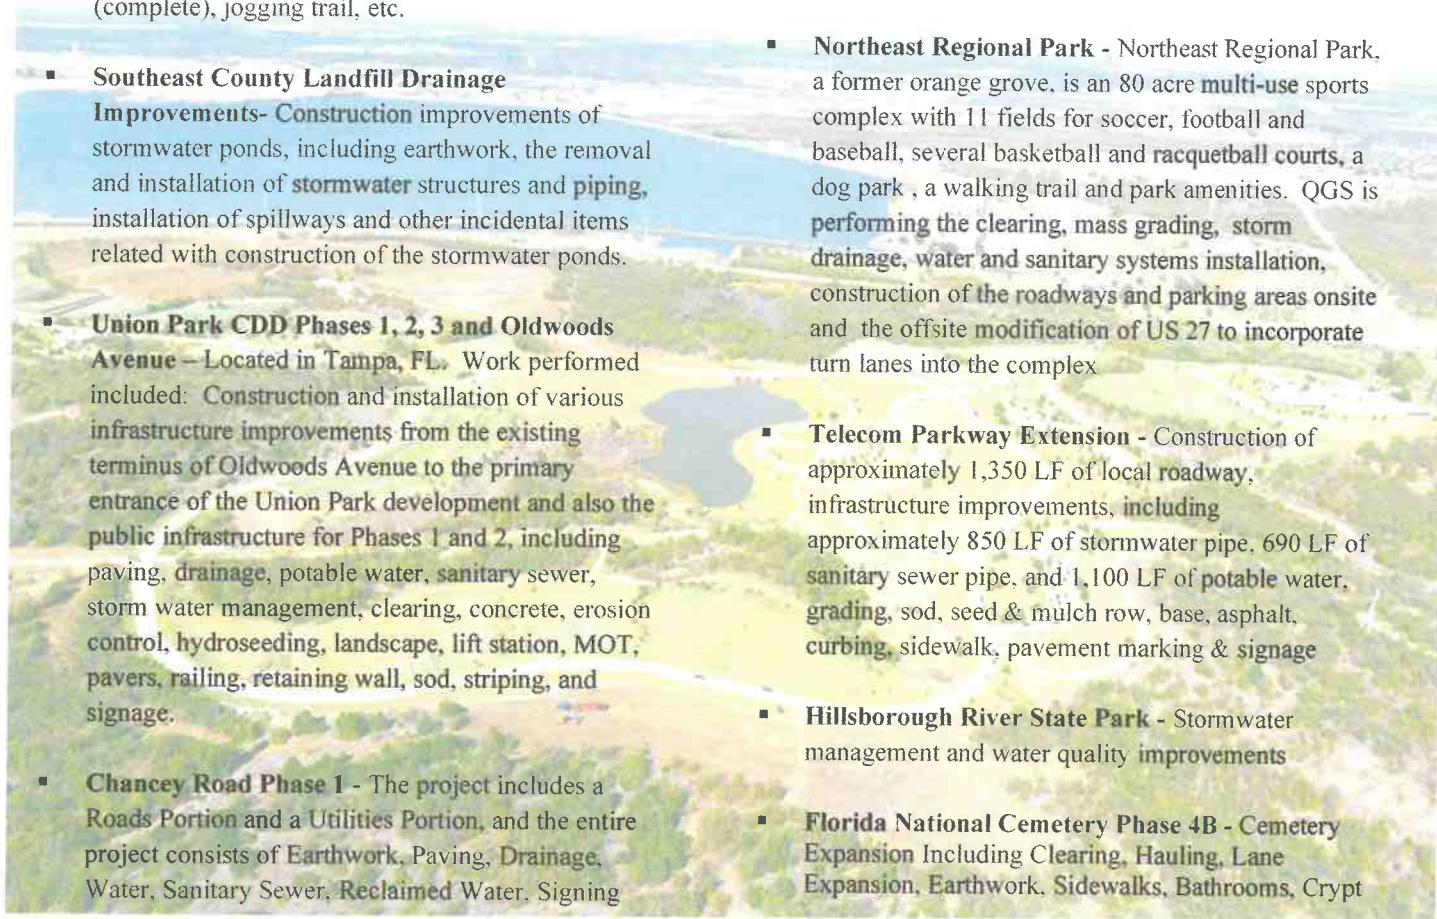 (complete), jogging trail, etc.
▪ Southeast County Landfill Drainage
Improvements- Construction improvements of
stormwater ponds, including earthwork, the removal
and installation of stormwater structures and piping,
installation of spillways and other incidental items
related with construction of the stormwater ponds.
▪ Union Park CDD Phases 1, 2, 3 and Oldwoods
Avenue – Located in Tampa, FL. Work performed
included: Construction and installation of various
infrastructure improvements from the existing
terminus of Oldwoods Avenue to the primary
entrance of the Union Park development and also the
public infrastructure for Phases 1 and 2, including
paving, drainage, potable water, sanitary sewer,
storm water management, clearing, concrete, erosion
control, hydroseeding, landscape, lift station, MOT,
pavers, railing, retaining wall, sod, striping, and
signage.
▪ Chancey Road Phase 1 - The project includes a
Roads Portion and a Utilities Portion, and the entire
project consists of Earthwork, Paving, Drainage,
Water, Sanitary Sewer, Reclaimed Water, Signing
▪ Northeast Regional Park - Northeast Regional Park,
a former orange grove, is an 80 acre multi-use sports
complex with 11 fields for soccer, football and
baseball, several basketball and racquetball courts, a
dog park , a walking trail and park amenities. QGS is
performing the clearing, mass grading, storm
drainage, water and sanitary systems installation,
construction of the roadways and parking areas onsite
and the offsite modification of US 27 to incorporate
turn lanes into the complex
▪ Telecom Parkway Extension - Construction of
approximately 1,350 LF of local roadway,
infrastructure improvements, including
approximately 850 LF of stormwater pipe, 690 LF of
sanitary sewer pipe, and 1,100 LF of potable water,
grading, sod, seed & mulch row, base, asphalt,
curbing, sidewalk, pavement marking & signage
▪ Hillsborough River State Park - Stormwater
management and water quality improvements
▪ Florida National Cemetery Phase 4B - Cemetery
Expansion Including Clearing, Hauling, Lane
Expansion, Earthwork, Sidewalks, Bathrooms, Crypt